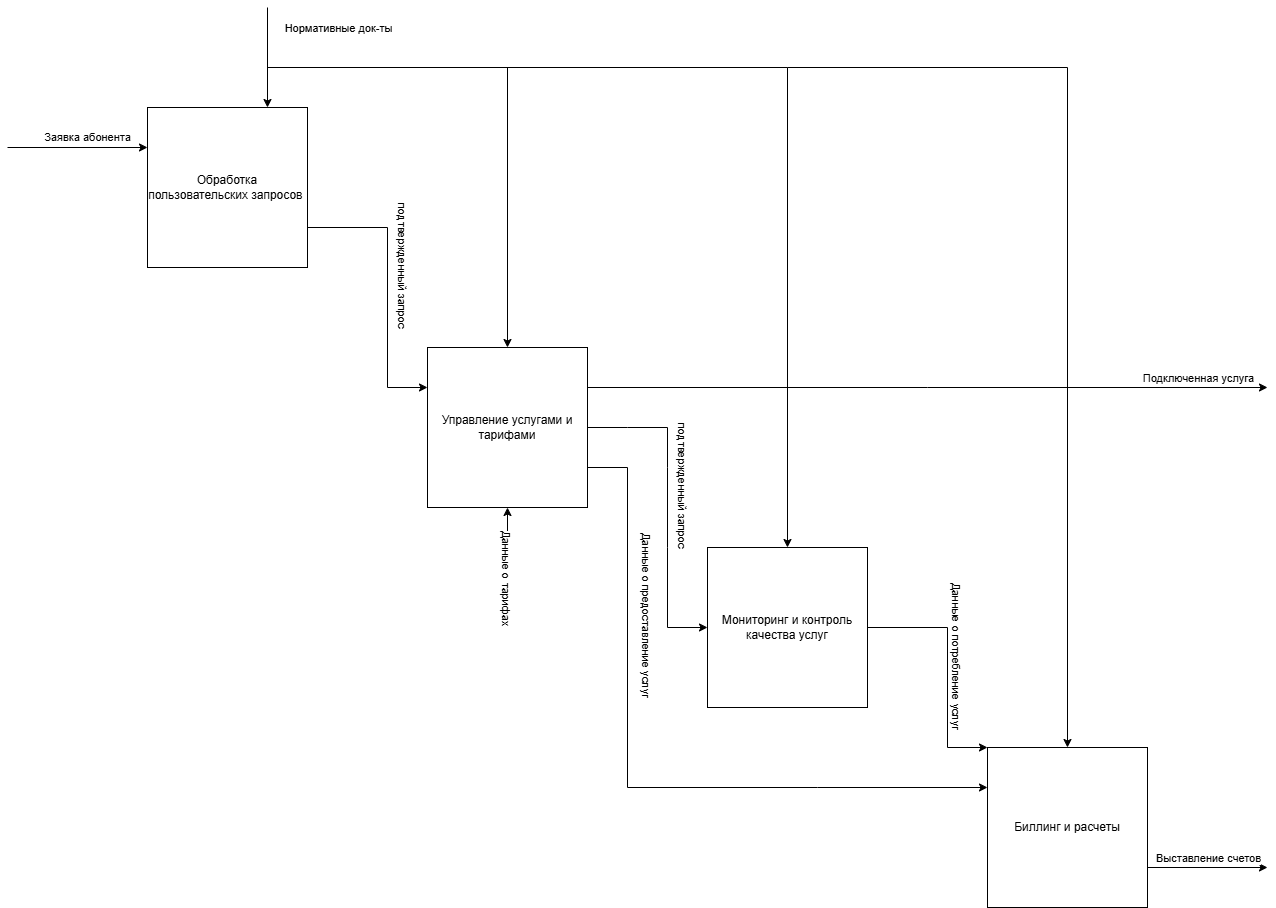 Нормативные док-ты
Заявка абонента
Обработка
пользовательских запросов
подтвержденный запрос
Подключенная услуга
Управление услугами и
тарифами
подтвержденный запрос
Данные о тарифах
Данные о предоставление услуг
Мониторинг и контроль
качества услуг
Данные о потребление услуг
Биллинг и расчеты
Выставление счетов